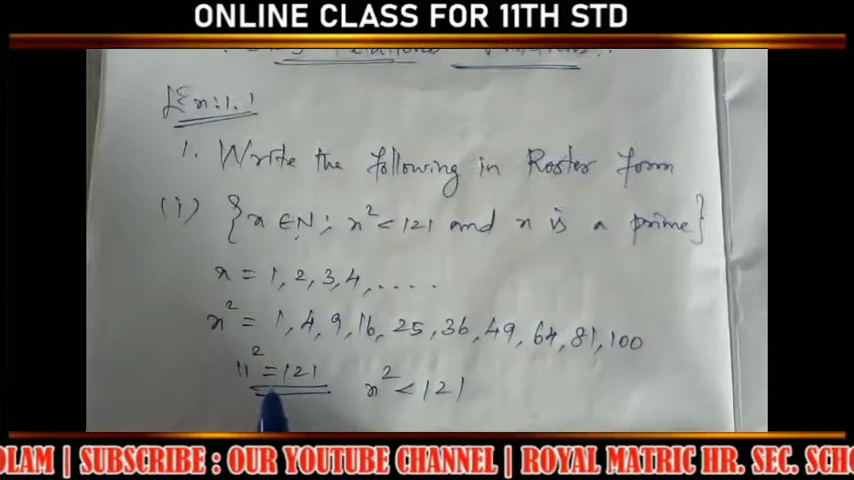 ONLINE CLASS FOR 11TH STD
Ex: 1.1
1. Write the following in Roster form
(i) {x ∈ N; x² < 121 and x is a prime}
x = 1, 2, 3, 4, .....
x² = 1, 4, 9, 16, 25, 36, 49, 64, 81, 100
11² = 121 x² < 121
OLAM | SUBSCRIBE : OUR YOUTUBE CHANNEL | ROYAL MATRIC HR. SEC. SCHO